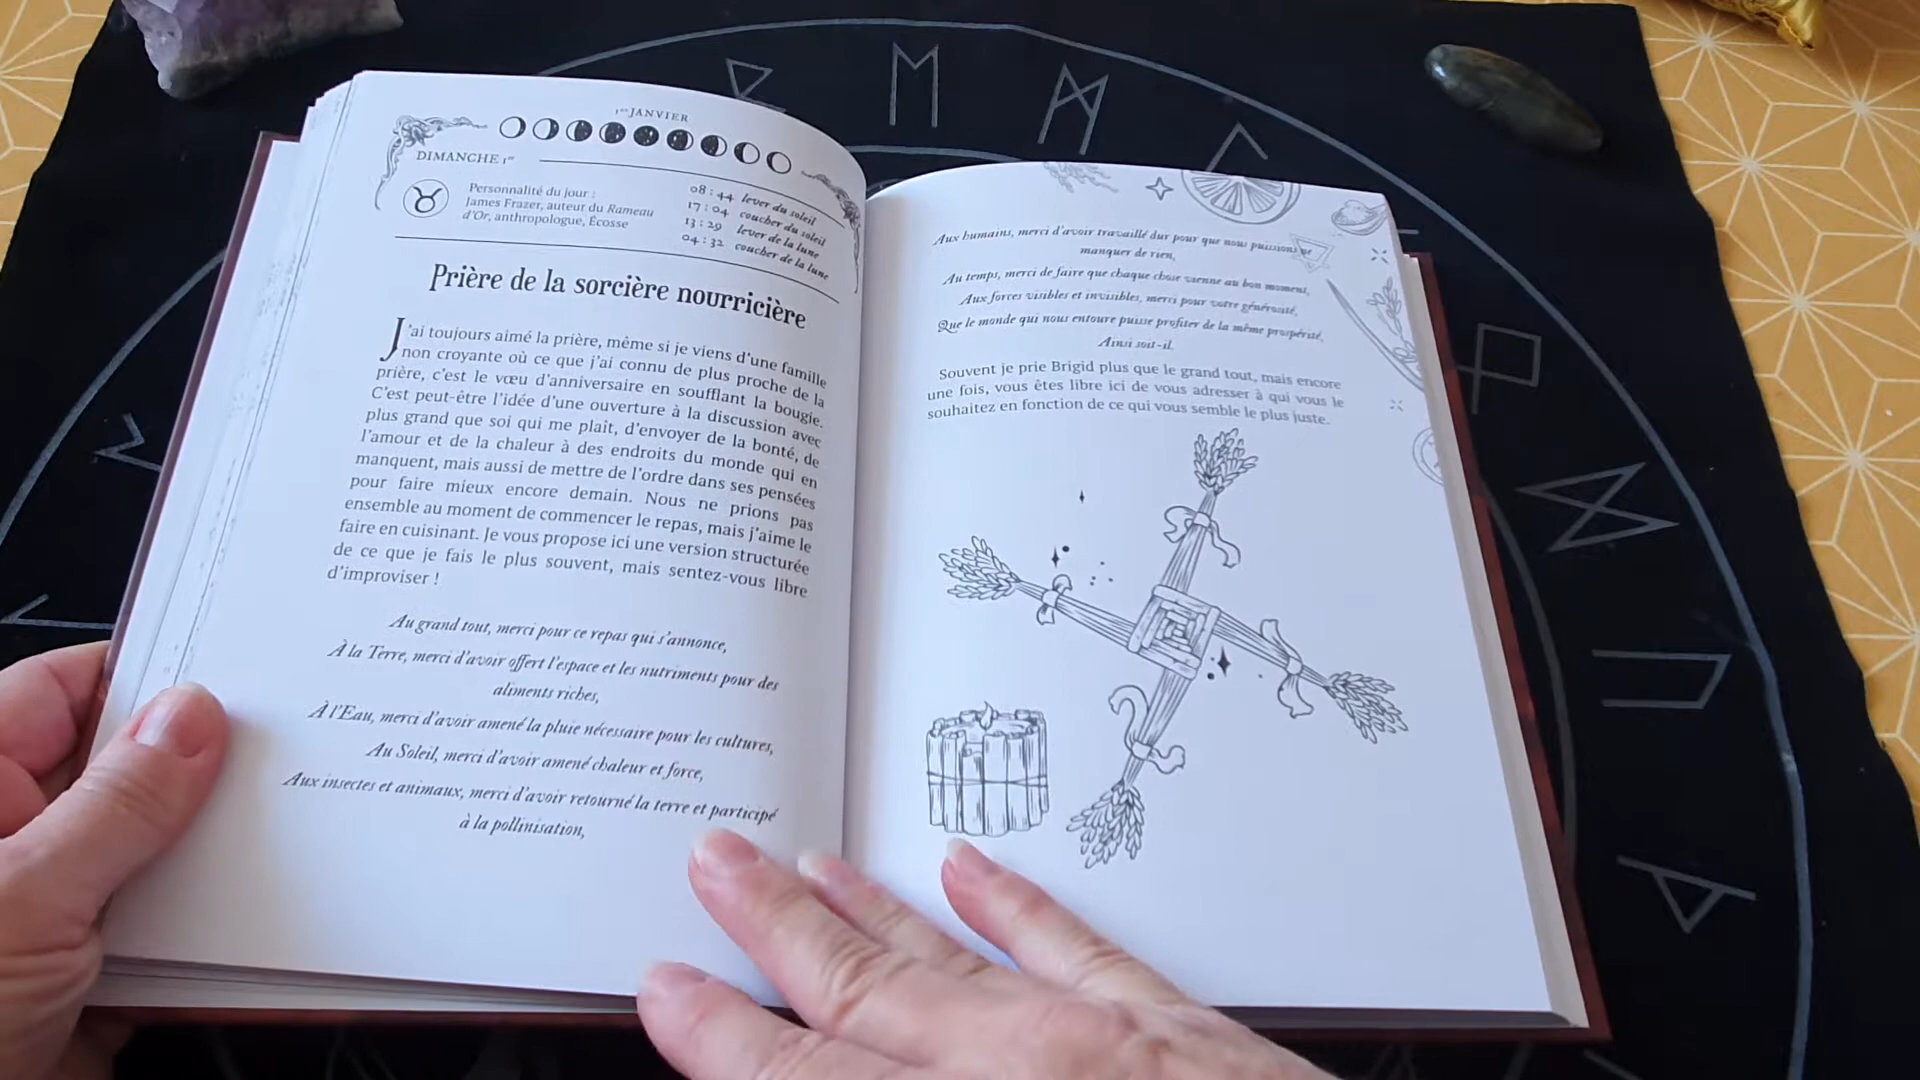 1er JANVIER
DIMANCHE 1er
Personnalité du jour :
James Frazer, auteur du Rameau
d'Or, anthropologue, Écosse
08 : 44 lever du soleil
17 : 04 coucher du soleil
13 : 29 lever de la lune
04 : 32 coucher de la lune
Prière de la sorcière nourricière
J'ai toujours aimé la prière, même si je viens d'une famille
non croyante où ce que j'ai connu de plus proche de la
prière, c'est le vœu d'anniversaire en soufflant la bougie.
C'est peut-être l'idée d'une ouverture à la discussion avec
plus grand que soi qui me plaît, d'envoyer de la bonté, de
l'amour et de la chaleur à des endroits du monde qui en
manquent, mais aussi de mettre de l'ordre dans ses pensées
pour faire mieux encore demain. Nous ne prions pas
ensemble au moment de commencer le repas, mais j'aime le
faire en cuisinant. Je vous propose ici une version structurée
de ce que je fais le plus souvent, mais sentez-vous libre
d'improviser !
Au grand tout, merci pour ce repas qui s'annonce,
À la Terre, merci d'avoir offert l'espace et les nutriments pour des
aliments riches,
À l'Eau, merci d'avoir amené la pluie nécessaire pour les cultures,
Au Soleil, merci d'avoir amené chaleur et force,
Aux insectes et animaux, merci d'avoir retourné la terre et participé
à la pollinisation,
Aux humains, merci d'avoir travaillé dur pour que nous puissions ne
manquer de rien,
Au temps, merci de faire que chaque chose vienne au bon moment,
Aux forces visibles et invisibles, merci pour votre générosité,
Que le monde qui nous entoure puisse profiter de la même prospérité,
Ainsi soit-il.
Souvent je prie Brigid plus que le grand tout, mais encore
une fois, vous êtes libre ici de vous adresser à qui vous le
souhaitez en fonction de ce qui vous semble le plus juste.